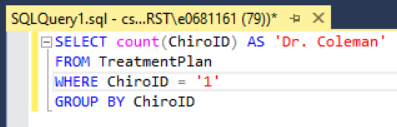 SQLQuery1.sql - cs...RST\e0681161 (79))*
SELECT count(ChiroID) AS 'Dr. Coleman'
FROM TreatmentPlan
WHERE ChiroID = '1'
GROUP BY ChiroID